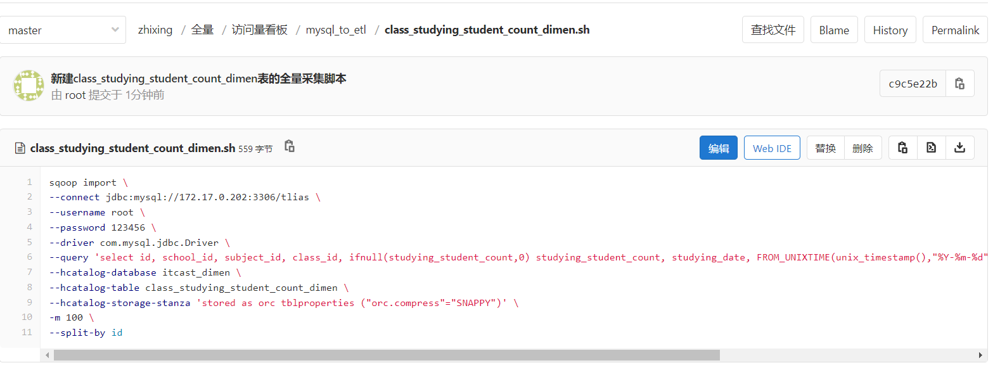 master zhixing / 全量 / 访问量看板 / mysql_to_etl / class_studying_student_count_dimen.sh 查找文件 Blame History Permalink
新建class_studying_student_count_dimen表的全量采集脚本
由 root 提交于 1分钟前
c9c5e22b
class_studying_student_count_dimen.sh 559 字节 编辑 Web IDE 替换 删除
1 sqoop import \
2 --connect jdbc:mysql://172.17.0.202:3306/tlias \
3 --username root \
4 --password 123456 \
5 --driver com.mysql.jdbc.Driver \
6 --query 'select id, school_id, subject_id, class_id, ifnull(studying_student_count,0) studying_student_count, studying_date, FROM_UNIXTIME(unix_timestamp(),"%Y-%m-%d"
7 --hcatalog-database itcast_dimen \
8 --hcatalog-table class_studying_student_count_dimen \
9 --hcatalog-storage-stanza 'stored as orc tblproperties ("orc.compress"="SNAPPY")' \
10 -m 100 \
11 --split-by id